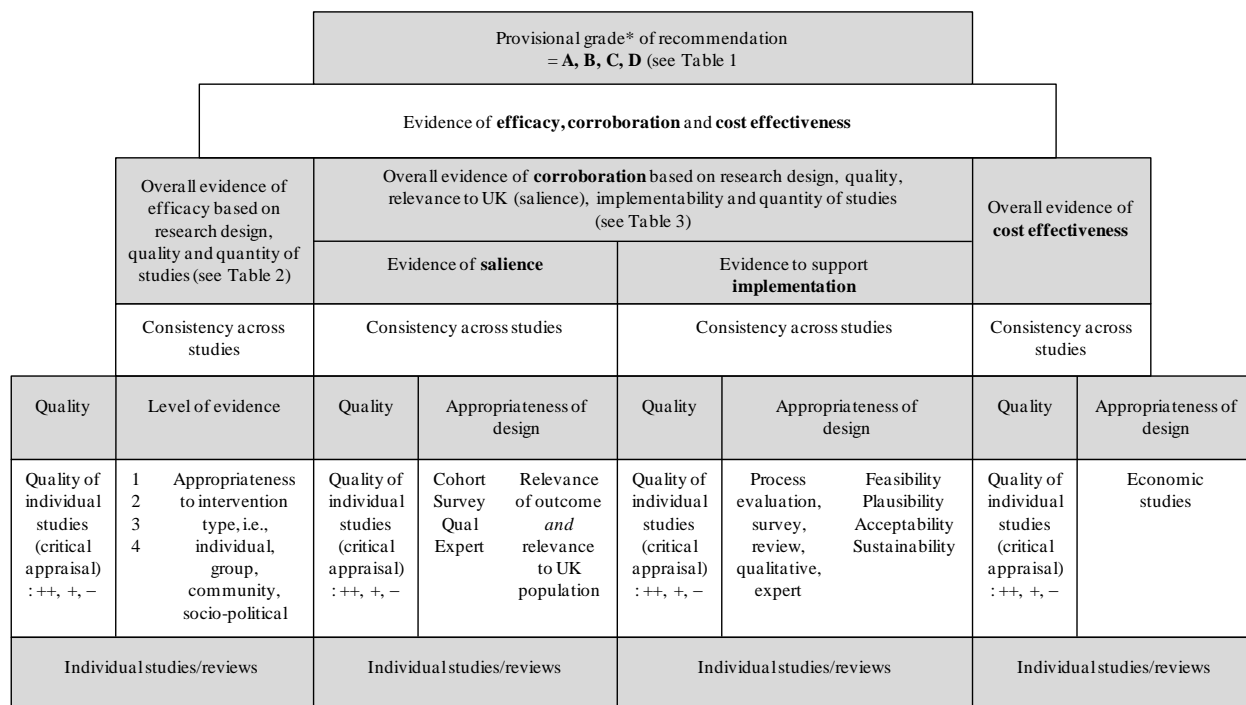 Provisional grade* of recommendation
= A, B, C, D (see Table 1
Evidence of efficacy, corroboration and cost effectiveness
Overall evidence of
efficacy based on
research design,
quality and quantity of
studies (see Table 2)
Overall evidence of corroboration based on research design, quality,
relevance to UK (salience), implementability and quantity of studies
(see Table 3)
Overall evidence of
cost effectiveness
Evidence of salience
Evidence to support
implementation
Consistency across
studies
Consistency across studies
Consistency across studies
Consistency across
studies
Quality
Level of evidence
Quality
Appropriateness of
design
Quality
Appropriateness of
design
Quality
Appropriateness of
design
Quality of
individual
studies
(critical
appraisal)
: ++, +, −
1
2
3
4
Appropriateness
to intervention
type, i.e.,
individual,
group,
community,
socio-political
Quality of
individual
studies
(critical
appraisal)
: ++, +, −
Cohort
Survey
Qual
Expert
Relevance
of outcome
and
relevance
to UK
population
Quality of
individual
studies
(critical
appraisal)
: ++, +, −
Process
evaluation,
survey,
review,
qualitative,
expert
Feasibility
Plausibility
Acceptability
Sustainability
Quality of
individual
studies
(critical
appraisal)
: ++, +, −
Economic
studies
Individual studies/reviews
Individual studies/reviews
Individual studies/reviews
Individual studies/reviews